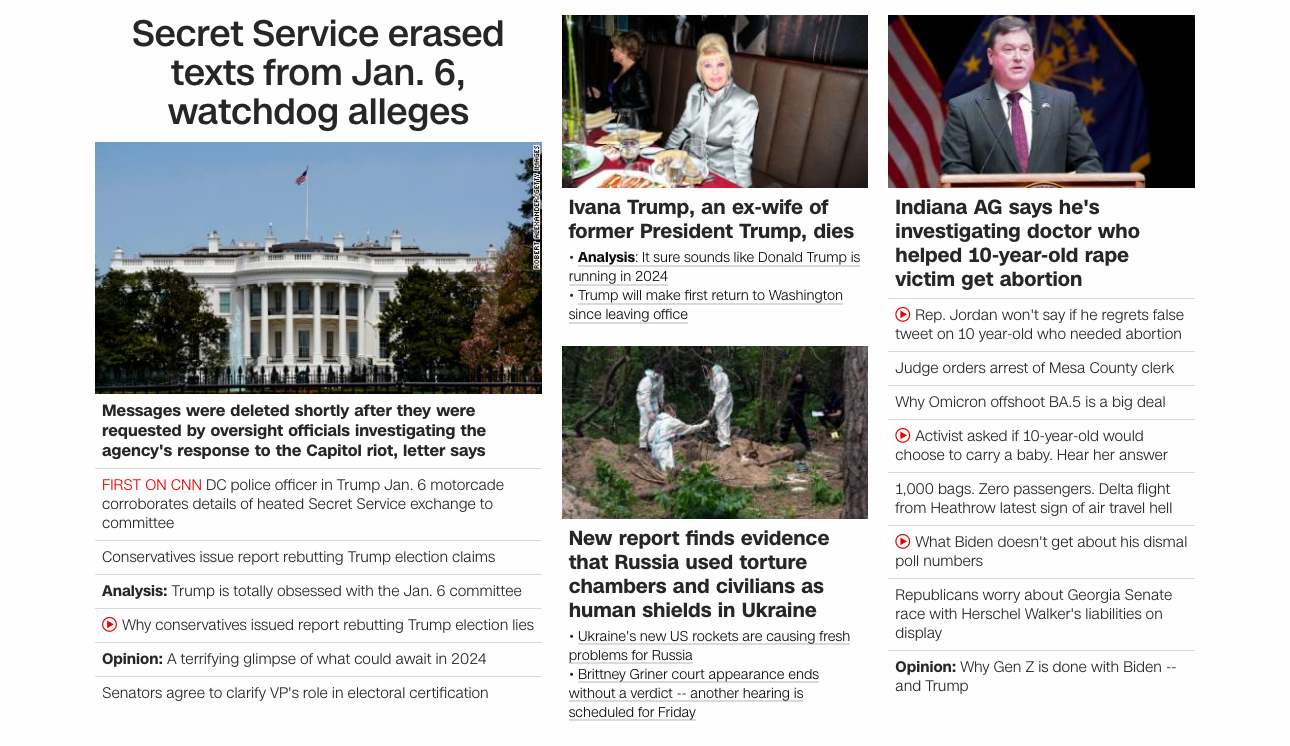 Secret Service erased
texts from Jan. 6,
watchdog alleges
ROBERT ALEXANDER/GETTY IMAGES
Messages were deleted shortly after they were
requested by oversight officials investigating the
agency's response to the Capitol riot, letter says
FIRST ON CNN DC police officer in Trump Jan. 6 motorcade
corroborates details of heated Secret Service exchange to
committee
Conservatives issue report rebutting Trump election claims
Analysis: Trump is totally obsessed with the Jan. 6 committee
Why conservatives issued report rebutting Trump election lies
Opinion: A terrifying glimpse of what could await in 2024
Senators agree to clarify VP's role in electoral certification
Ivana Trump, an ex-wife of
former President Trump, dies
• Analysis: It sure sounds like Donald Trump is
running in 2024
• Trump will make first return to Washington
since leaving office
New report finds evidence
that Russia used torture
chambers and civilians as
human shields in Ukraine
• Ukraine's new US rockets are causing fresh
problems for Russia
• Brittney Griner court appearance ends
without a verdict -- another hearing is
scheduled for Friday
Indiana AG says he's
investigating doctor who
helped 10-year-old rape
victim get abortion
Rep. Jordan won't say if he regrets false
tweet on 10 year-old who needed abortion
Judge orders arrest of Mesa County clerk
Why Omicron offshoot BA.5 is a big deal
Activist asked if 10-year-old would
choose to carry a baby. Hear her answer
1,000 bags. Zero passengers. Delta flight
from Heathrow latest sign of air travel hell
What Biden doesn't get about his dismal
poll numbers
Republicans worry about Georgia Senate
race with Herschel Walker's liabilities on
display
Opinion: Why Gen Z is done with Biden --
and Trump